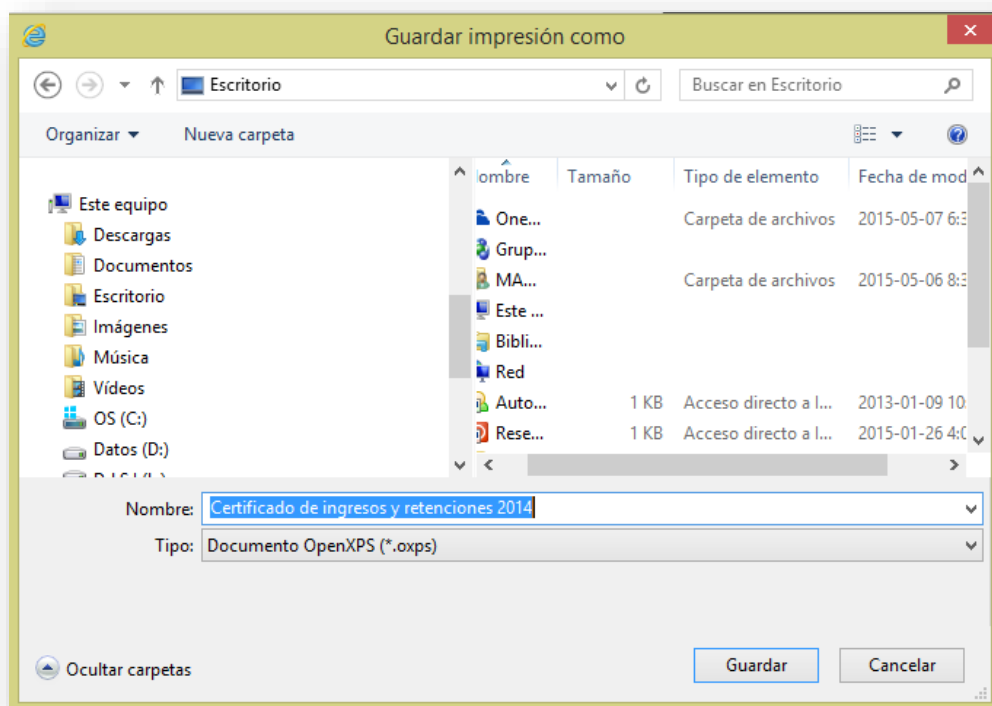 Guardar impresión como
Escritorio
Buscar en Escritorio
Organizar
Nueva carpeta
ombre Tamaño Tipo de elemento Fecha de mod
Este equipo
Descargas
Documentos
Escritorio
Imágenes
Música
Vídeos
OS (C:)
Datos (D:)
One... Carpeta de archivos 2015-05-07 6:3
Grup...
MA... Carpeta de archivos 2015-05-06 8:3
Este ...
Bibli...
Red
Auto... 1 KB Acceso directo a l... 2013-01-09 10:
Rese... 1 KB Acceso directo a l... 2015-01-26 4:0
Nombre: Certificado de ingresos y retenciones 2014
Tipo: Documento OpenXPS (*.oxps)
Ocultar carpetas
Guardar
Cancelar